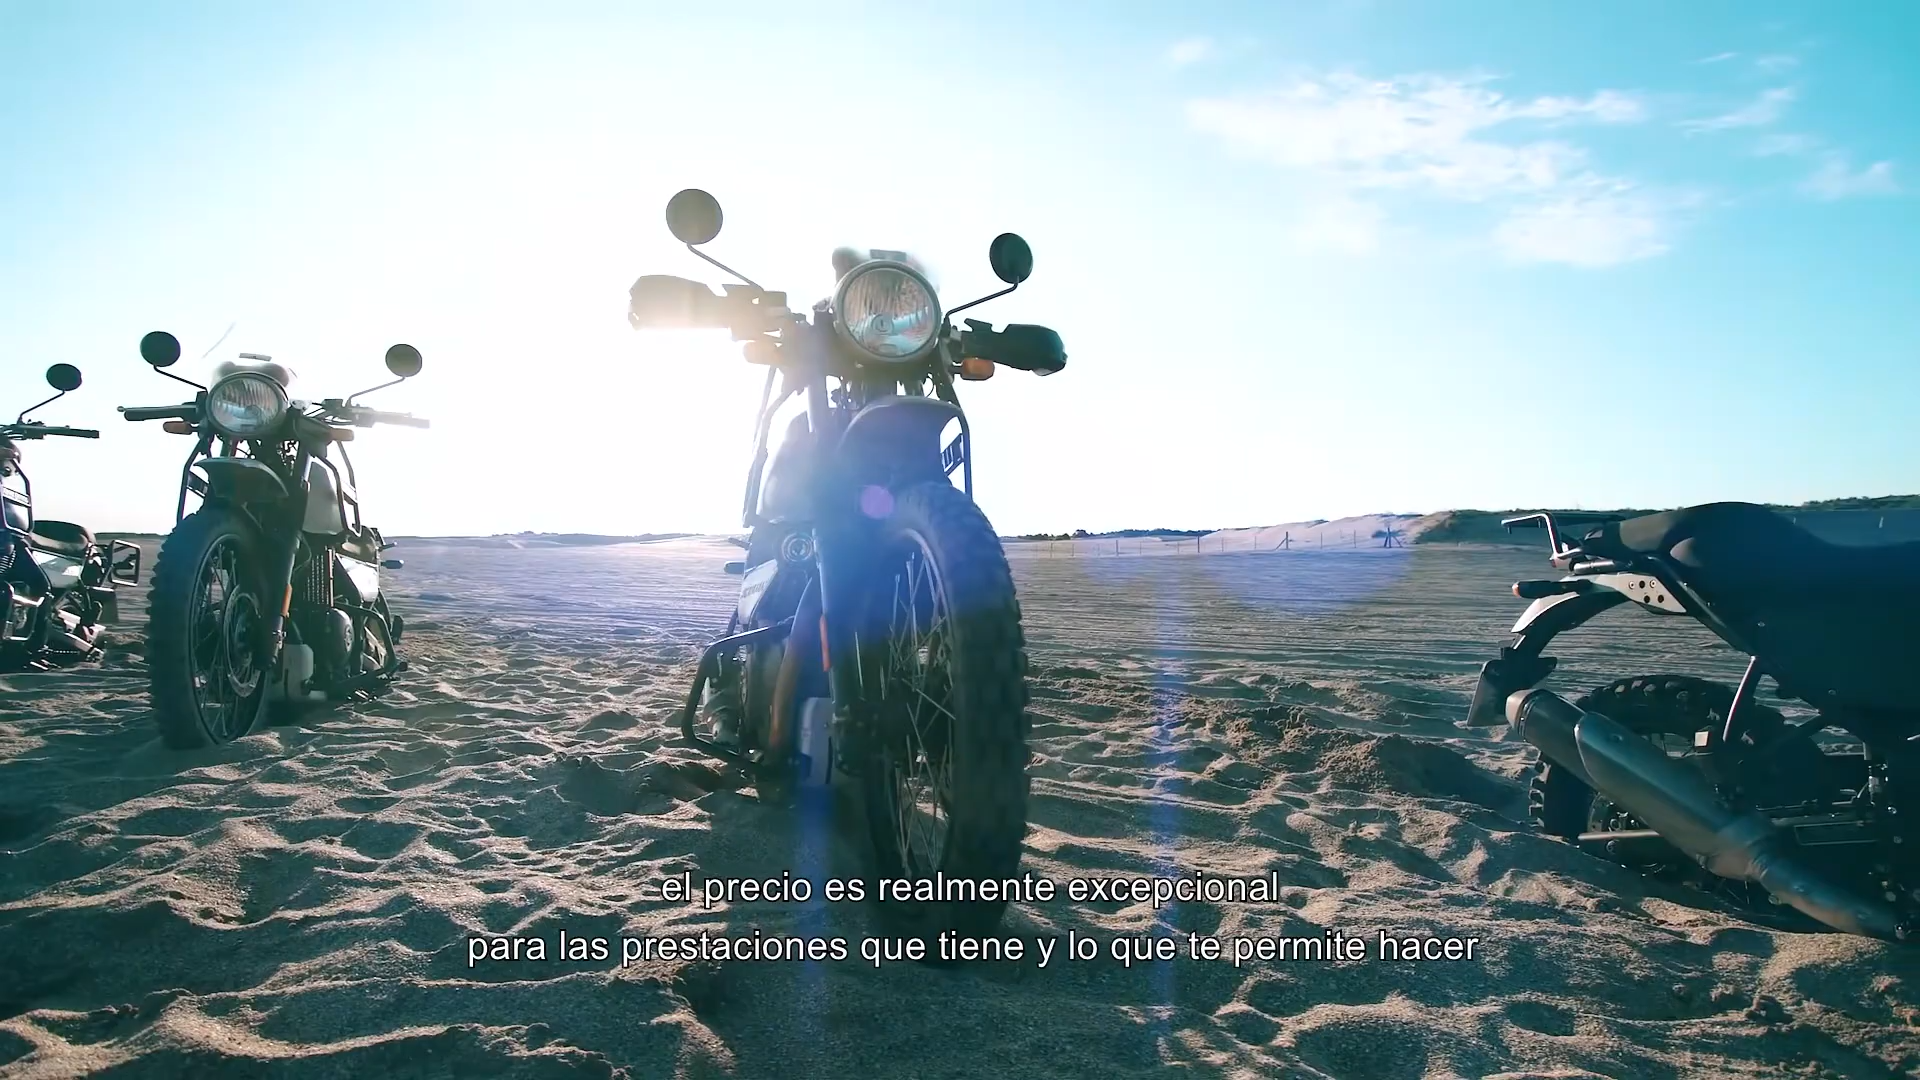 el precio es realmente excepcional
para las prestaciones que tiene y lo que te permite hacer